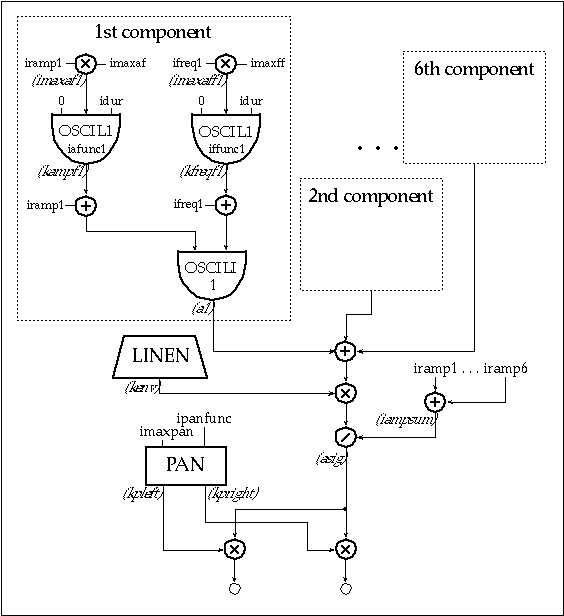 1st component
iramp1 × imaxaf
ifreq1 × imaxff
(imaxaf1)
(imaxff1)
0 idur
0 idur
OSCIL1
iafunc1
OSCIL1
iffunc1
(kampf1)
(kfreqf1)
iramp1 +
ifreq1 +
OSCILI
1
(a1)
6th component
. . .
2nd component
+
LINEN
(kenv)
×
iramp1 . . . iramp6
+
(iampsum)
/
(asig)
ipanfunc
imaxpan
PAN
(kpleft)
(kpright)
×
×